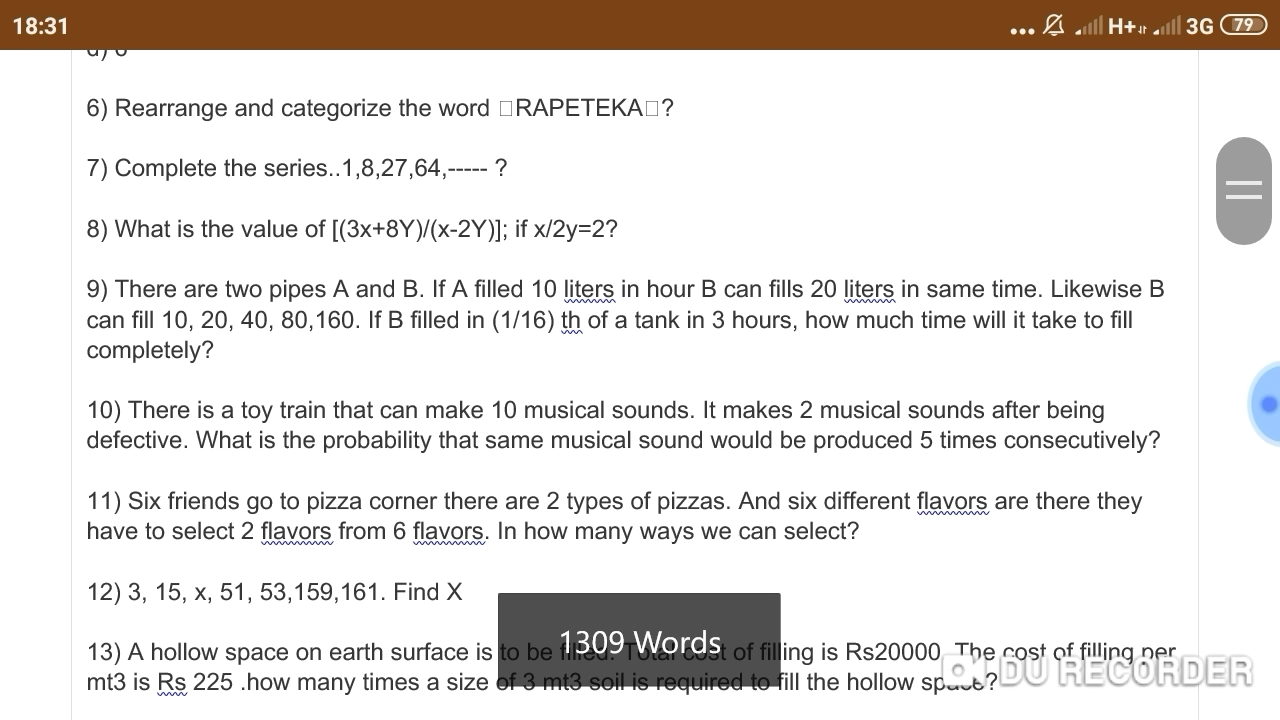 18:31
H+ 3G 79
6) Rearrange and categorize the word □RAPETEKA□?
7) Complete the series..1,8,27,64,----- ?
8) What is the value of [(3x+8Y)/(x-2Y)]; if x/2y=2?
9) There are two pipes A and B. If A filled 10 liters in hour B can fills 20 liters in same time. Likewise B
can fill 10, 20, 40, 80,160. If B filled in (1/16) th of a tank in 3 hours, how much time will it take to fill
completely?
10) There is a toy train that can make 10 musical sounds. It makes 2 musical sounds after being
defective. What is the probability that same musical sound would be produced 5 times consecutively?
11) Six friends go to pizza corner there are 2 types of pizzas. And six different flavors are there they
have to select 2 flavors from 6 flavors. In how many ways we can select?
12) 3, 15, x, 51, 53,159,161. Find X
1309 Words
13) A hollow space on earth surface is to be filled. Total cost of filling is Rs20000. The cost of filling per
mt3 is Rs 225 .how many times a size of 3 mt3 soil is required to fill the hollow space?
DU RECORDER